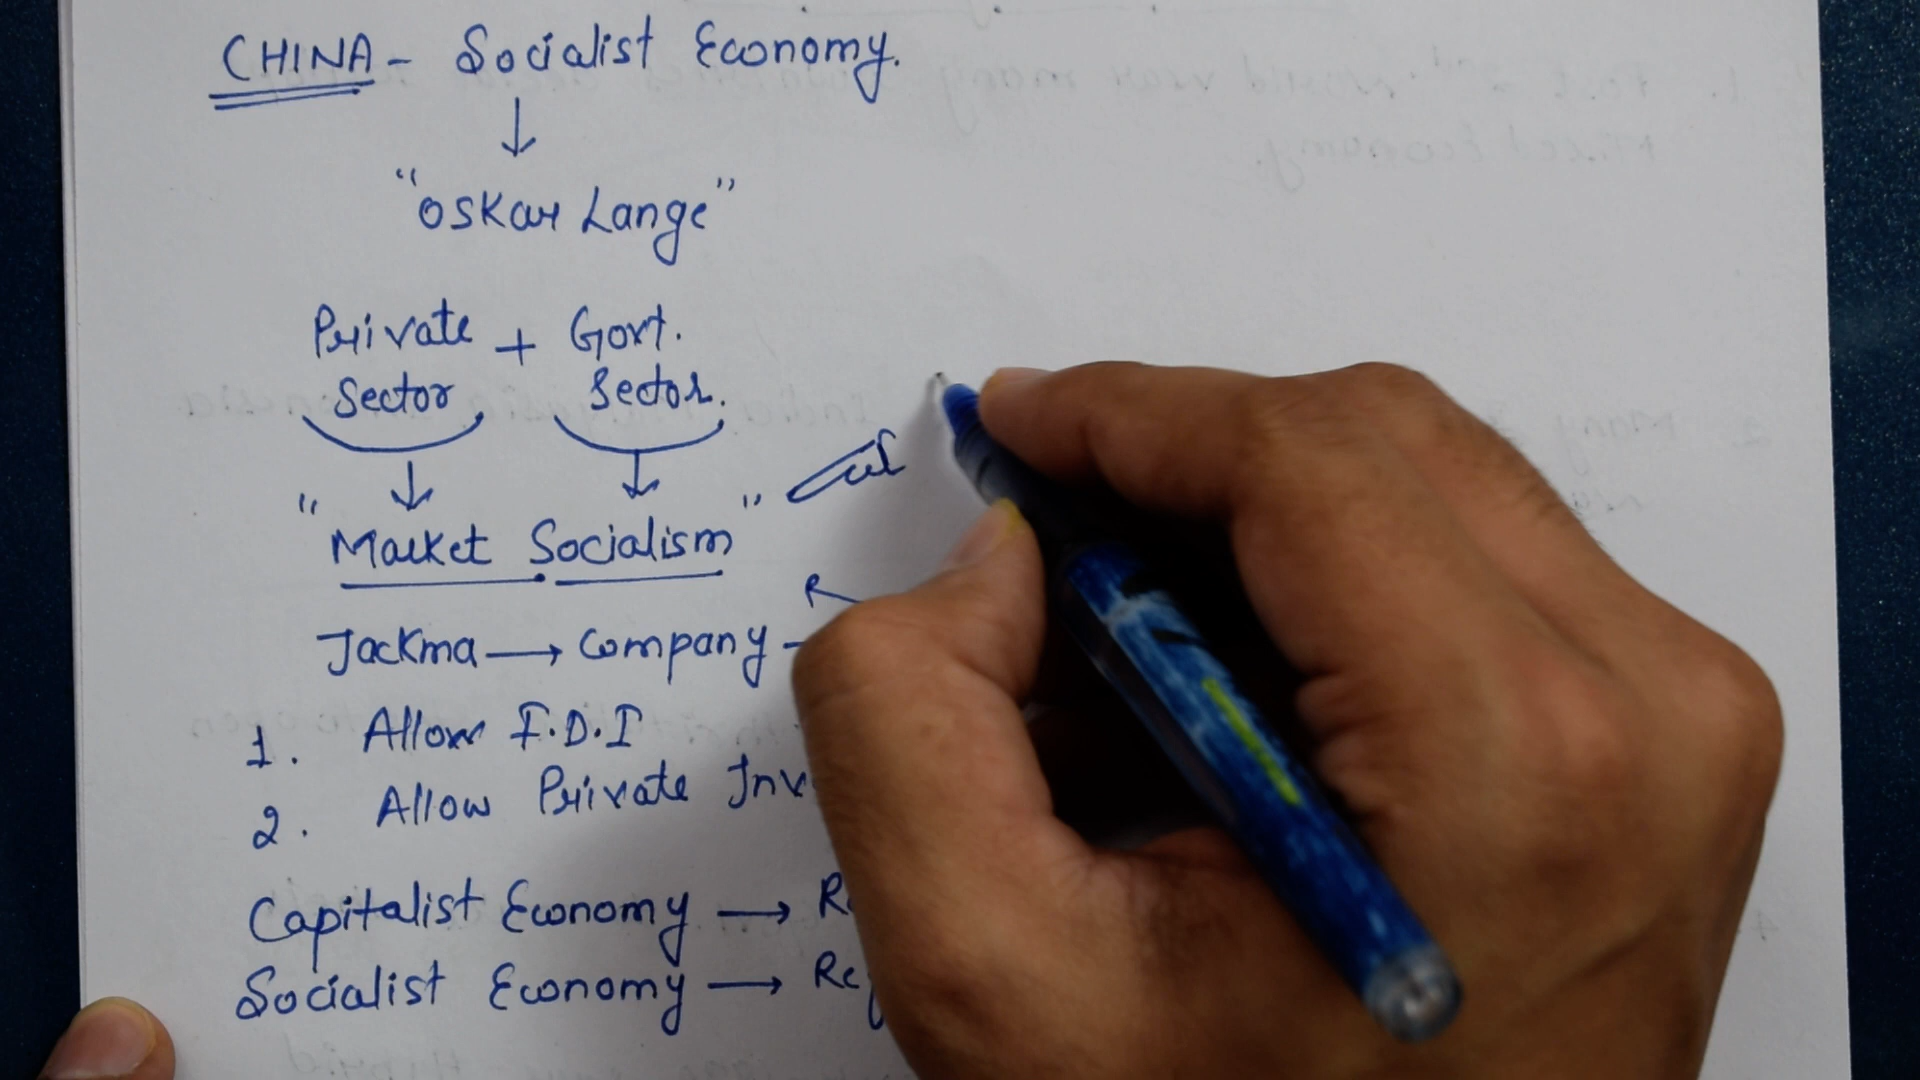 CHINA - Socialist Economy.
↓
"OSKar Lange"
Private + Govt.
Sector Sector.
"Market Socialism"
Jackma → Company -
1. Allow F.D.I
2. Allow Private Inv
Capitalist Economy →
Socialist Economy →